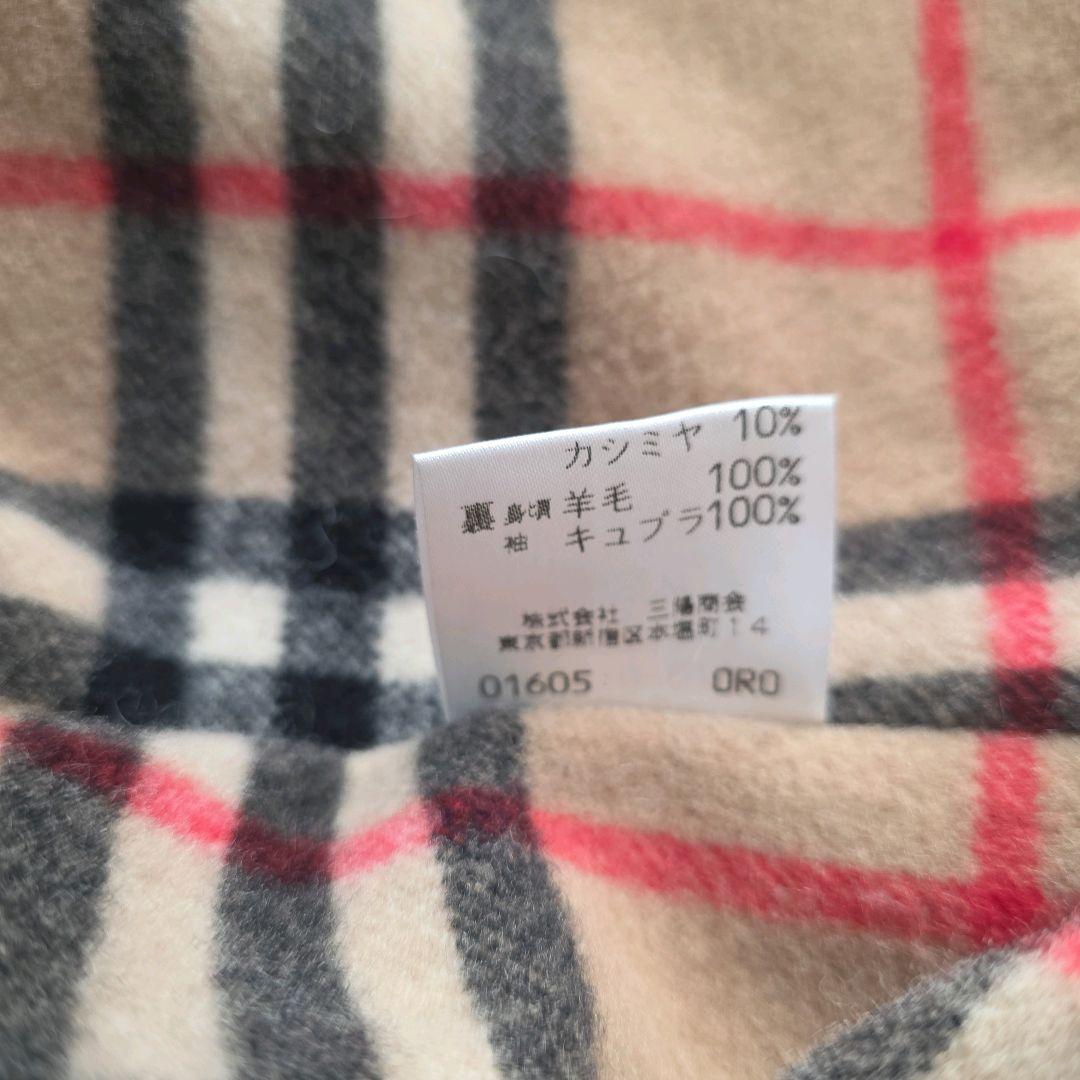 カシミヤ 10%
100%
裏 身頃 羊毛
袖 キュプラ100%
株式会社 三陽商会
東京都新宿区本塩町14
01605 0R0